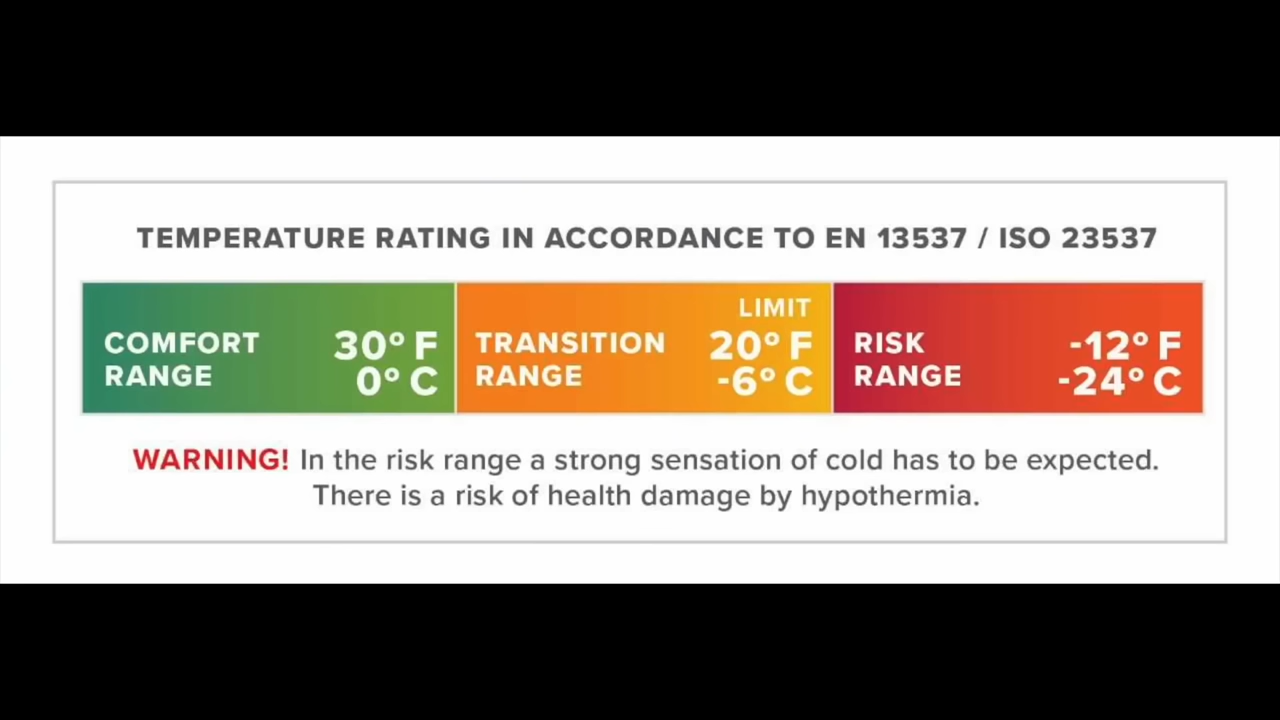 TEMPERATURE RATING IN ACCORDANCE TO EN 13537 / ISO 23537
COMFORT RANGE
30° F
0° C
TRANSITION RANGE
LIMIT
20° F
-6° C
RISK RANGE
-12° F
-24° C
WARNING! In the risk range a strong sensation of cold has to be expected.
There is a risk of health damage by hypothermia.